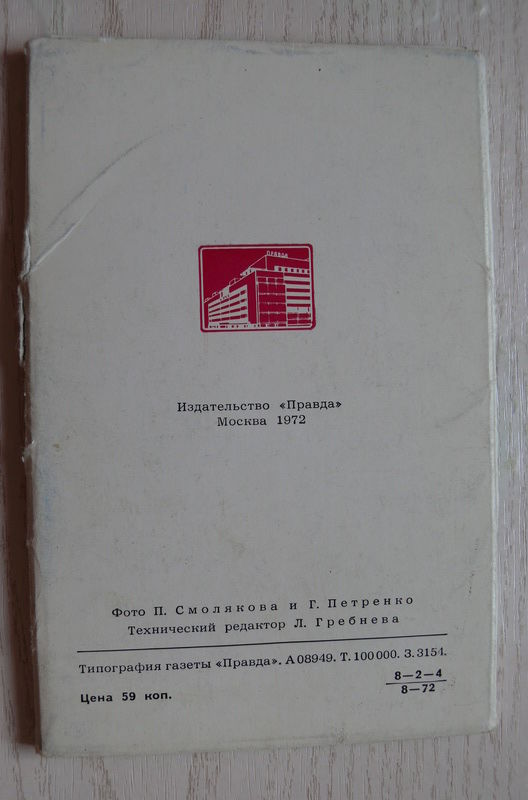 ПРАВДА
Издательство «Правда»
Москва 1972
Фото П. Смолякова и Г. Петренко
Технический редактор Л. Гребнева
Типография газеты «Правда». А 08949. Т. 100 000. З. 3154.
Цена 59 коп.
8—2—4
8—72